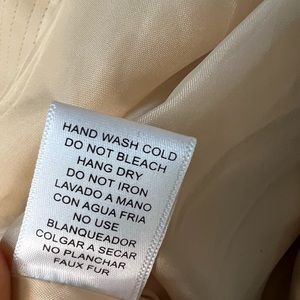 HAND WASH COLD
DO NOT BLEACH
HANG DRY
DO NOT IRON
LAVADO A MANO
CON AGUA FRIA
NO USE
BLANQUEADOR
COLGAR A SECAR
NO PLANCHAR
FAUX FUR